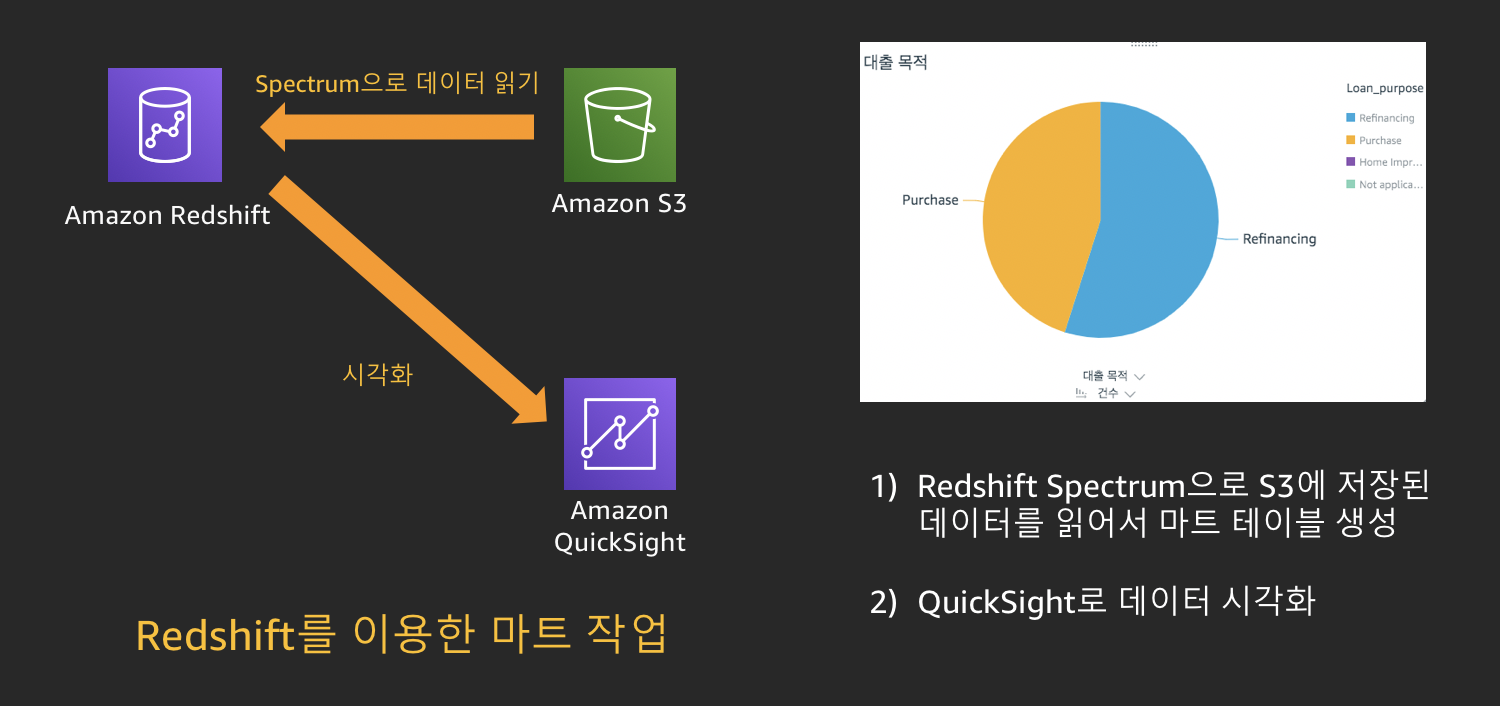 Spectrum으로 데이터 읽기
Amazon Redshift
Amazon S3
시각화
Amazon
QuickSight
Redshift를 이용한 마트 작업
대출 목적
Loan_purpose
Refinancing
Purchase
Home Impr...
Not applica...
Purchase
Refinancing
대출 목적
건수
1) Redshift Spectrum으로 S3에 저장된
데이터를 읽어서 마트 테이블 생성
2) QuickSight로 데이터 시각화